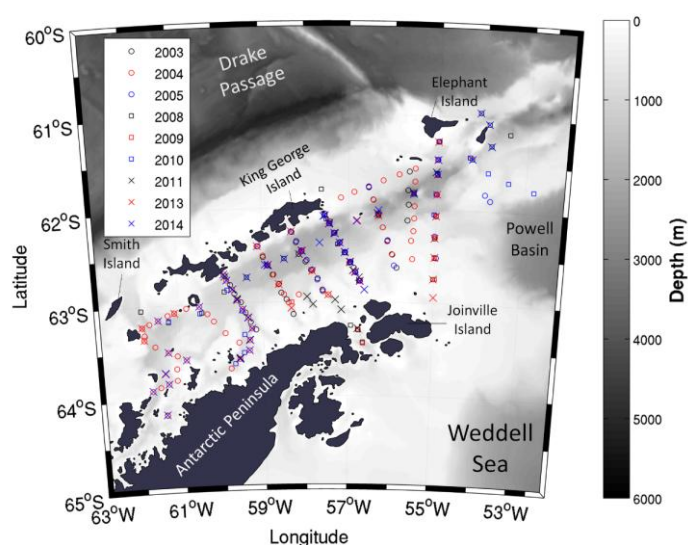 60°S
61°S
62°S
63°S
64°S
65°S
Latitude
2003
2004
2005
2008
2009
2010
2011
2013
2014
Drake
Passage
Elephant
Island
King George
Island
Smith
Island
Powell
Basin
Joinville
Island
Antarctic Peninsula
Weddell
Sea
63°W
61°W
59°W
57°W
55°W
53°W
Longitude
0
1000
2000
3000
4000
5000
6000
Depth (m)